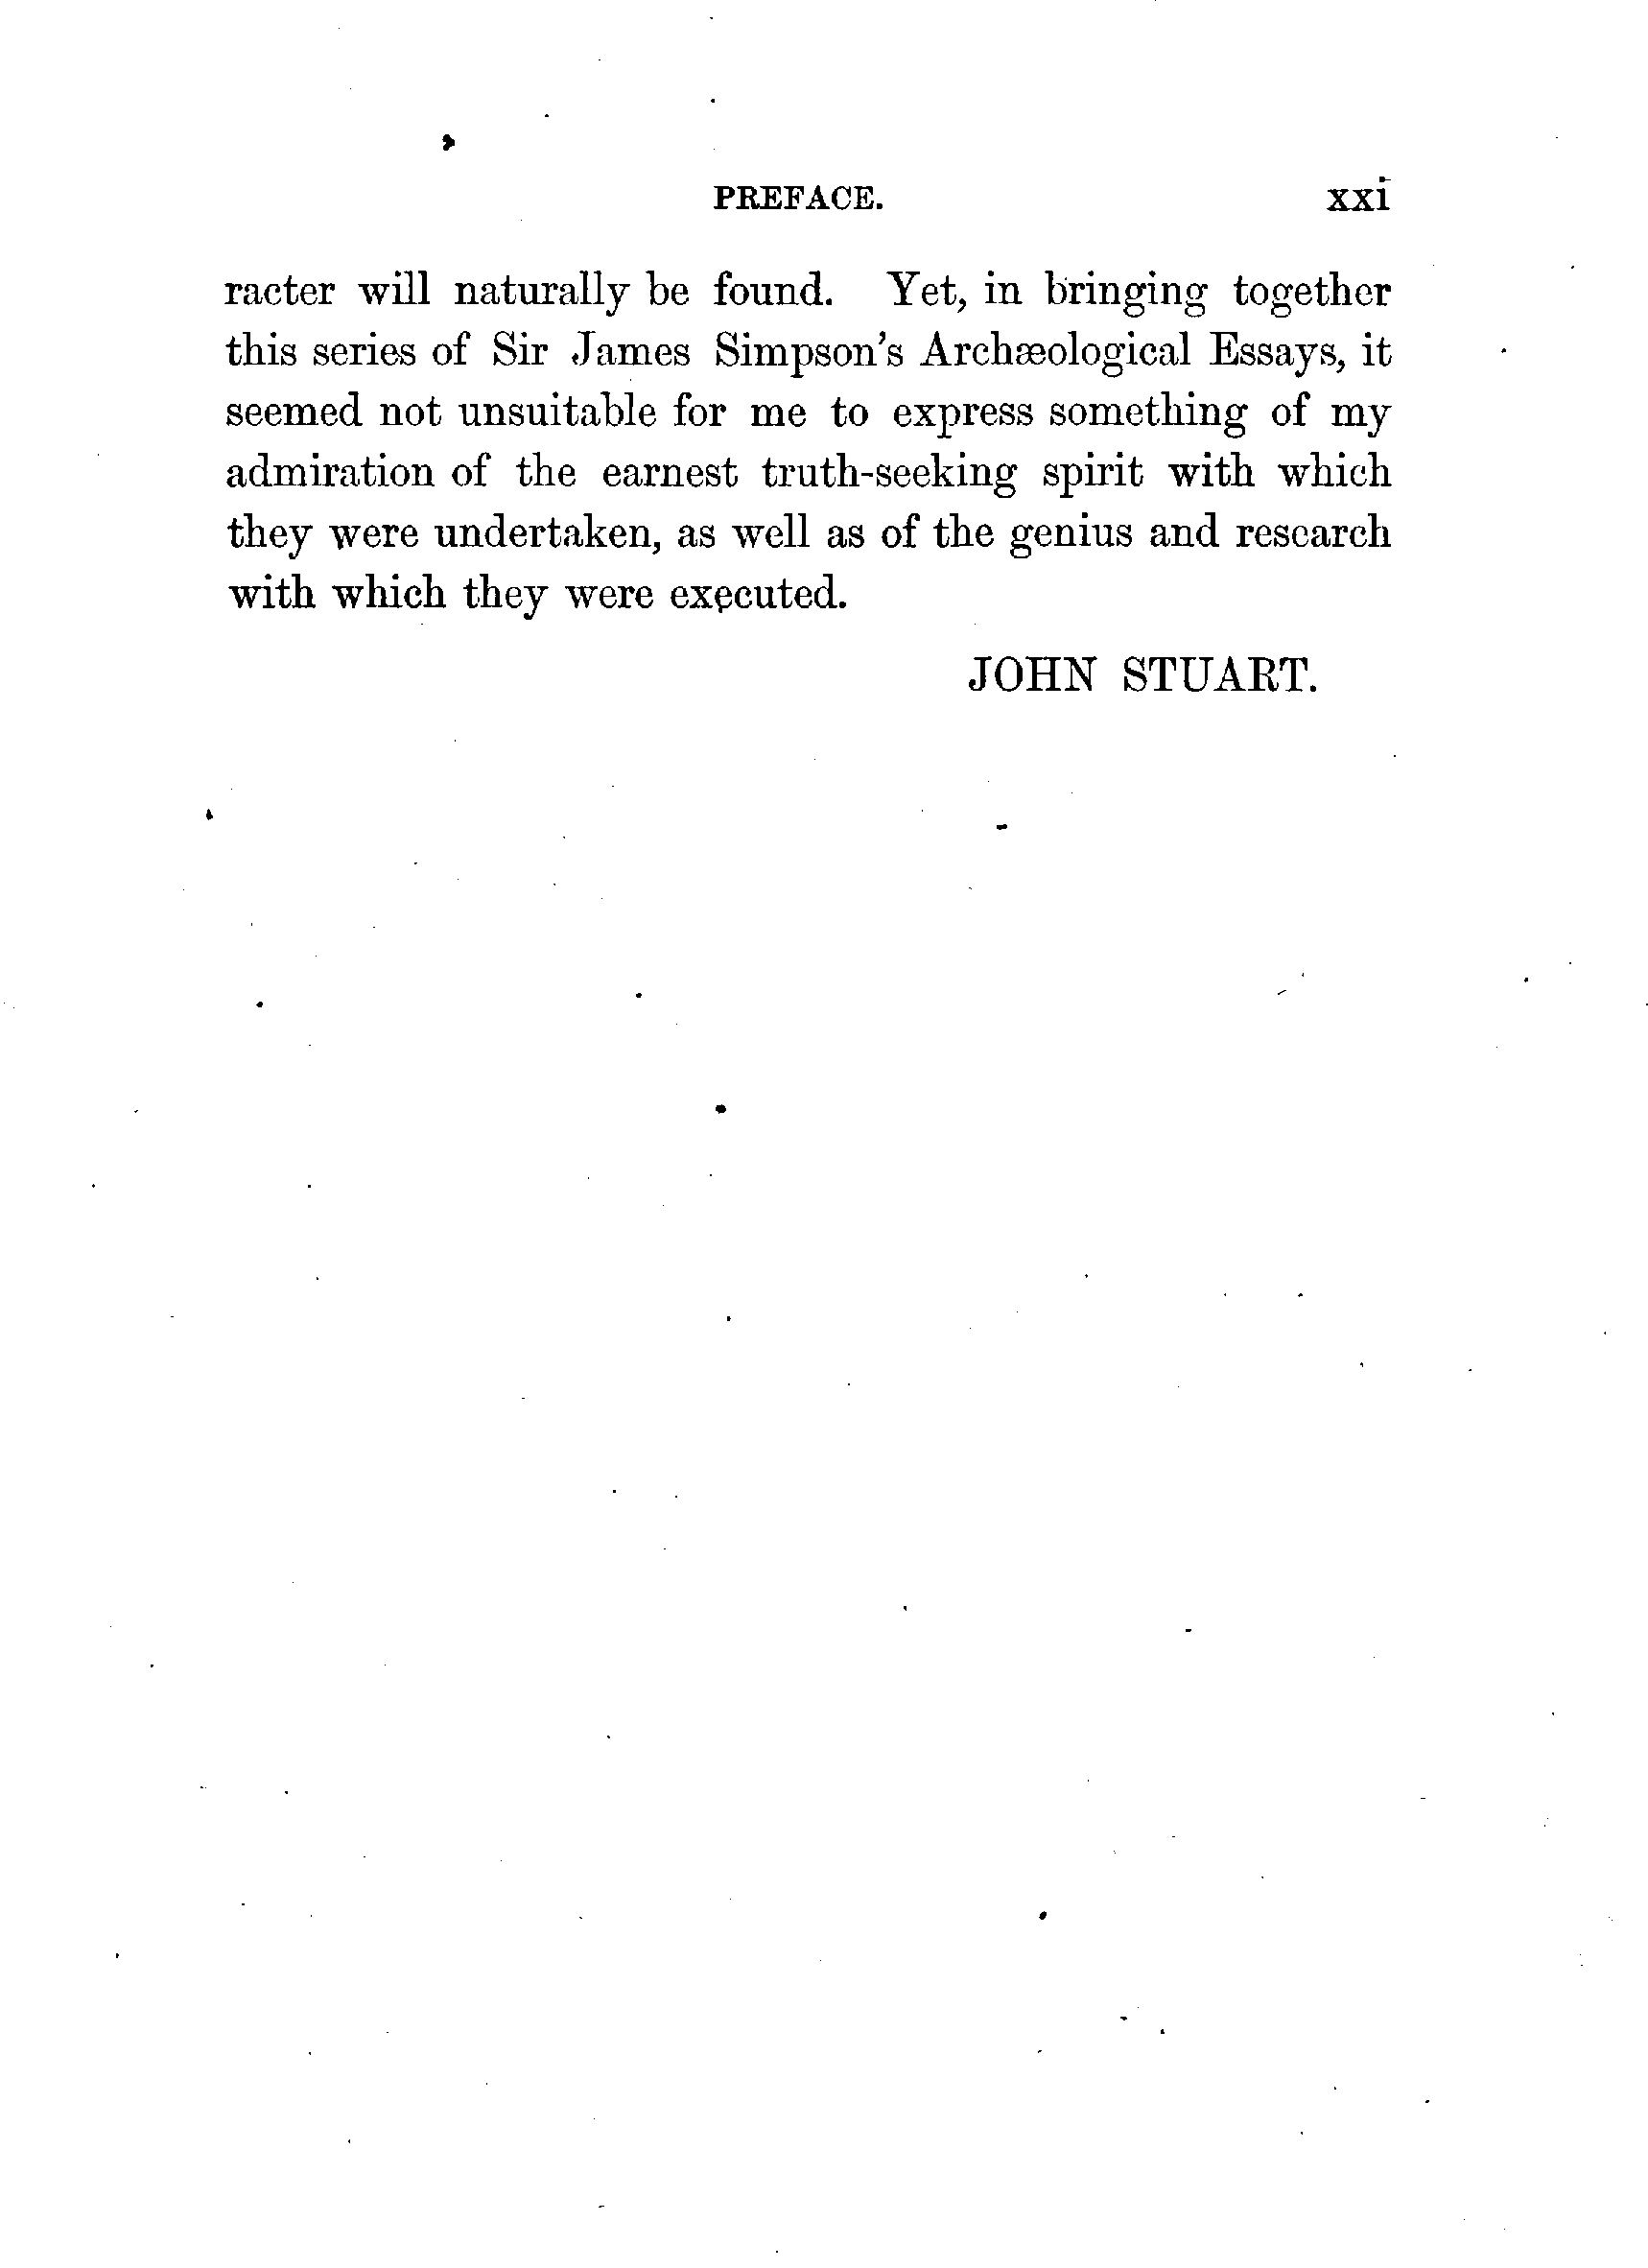 PREFACE. xxi
racter will naturally be found. Yet, in bringing together
this series of Sir James Simpson's Archæological Essays, it
seemed not unsuitable for me to express something of my
admiration of the earnest truth-seeking spirit with which
they were undertaken, as well as of the genius and research
with which they were executed.
JOHN STUART.